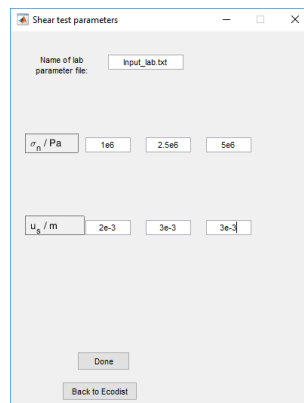 Shear test parameters
Name of lab
parameter file:
Input_lab.txt
σn / Pa
1e6
2.5e6
5e6
us / m
2e-3
3e-3
3e-3
Done
Back to Ecodist